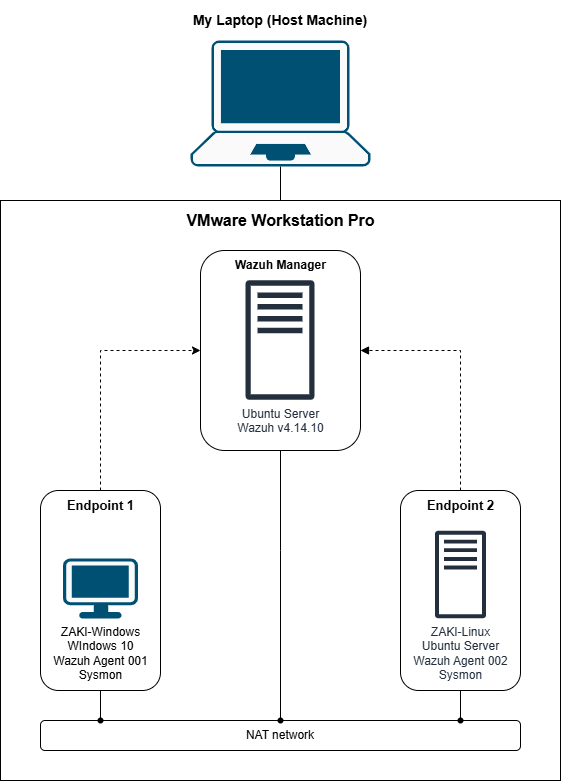 My Laptop (Host Machine)
VMware Workstation Pro
Wazuh Manager
Ubuntu Server
Wazuh v4.14.10
Endpoint 1
ZAKI-Windows
WIndows 10
Wazuh Agent 001
Sysmon
Endpoint 2
ZAKI-Linux
Ubuntu Server
Wazuh Agent 002
Sysmon
NAT network